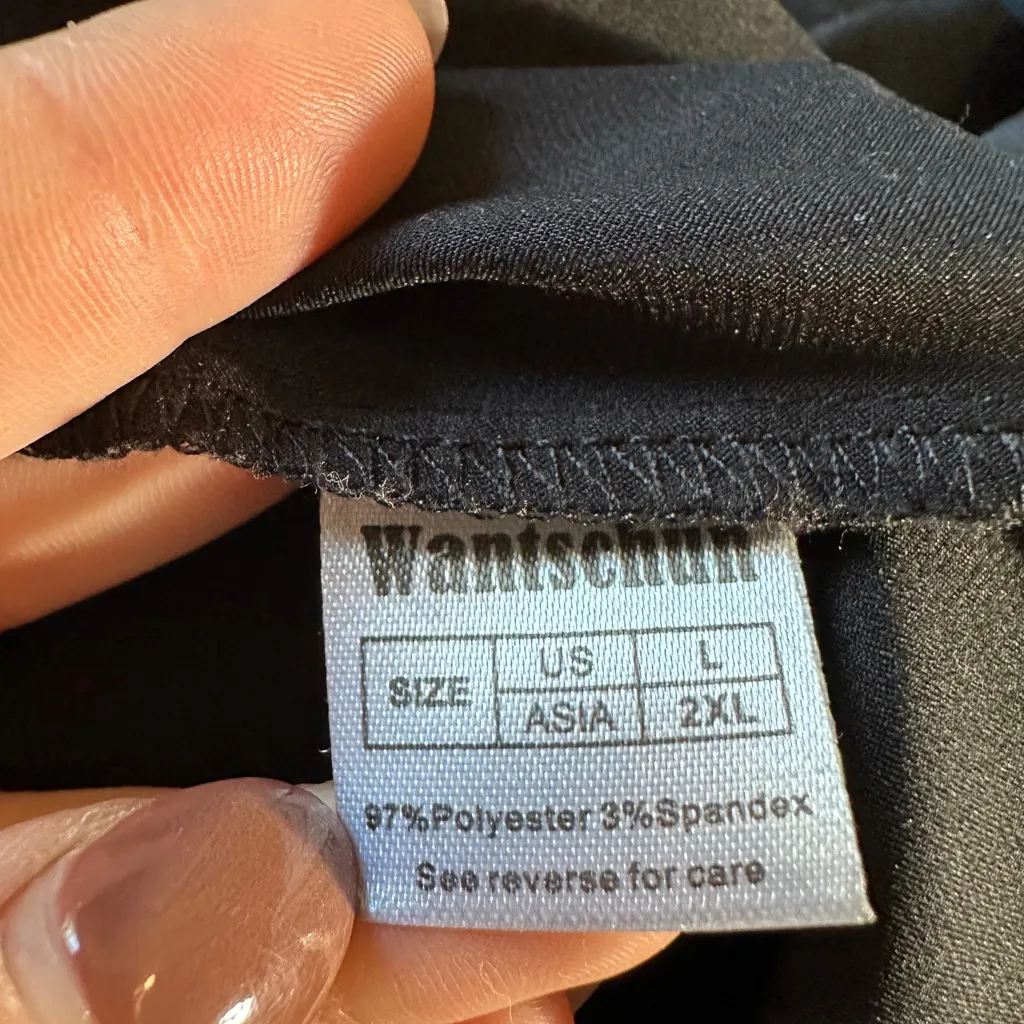 Wantschun
SIZE US L
ASIA 2XL
97%Polyester 3%Spandex
See reverse for care